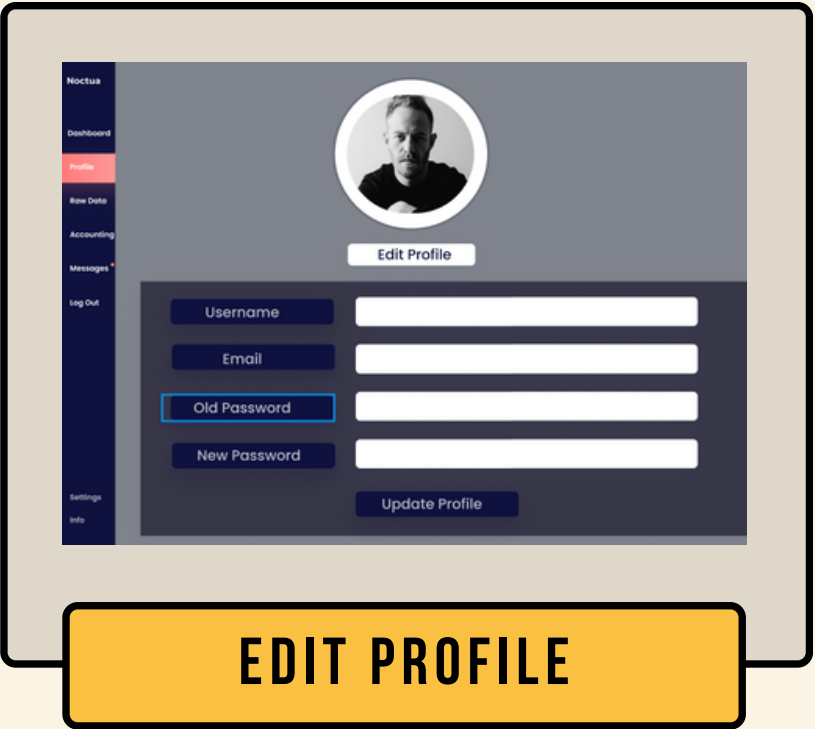 Noctua
Dashboard
Profile
Raw Data
Accounting
Messages
Log Out
Settings
Info
Edit Profile
Username
Email
Old Password
New Password
Update Profile
EDIT PROFILE